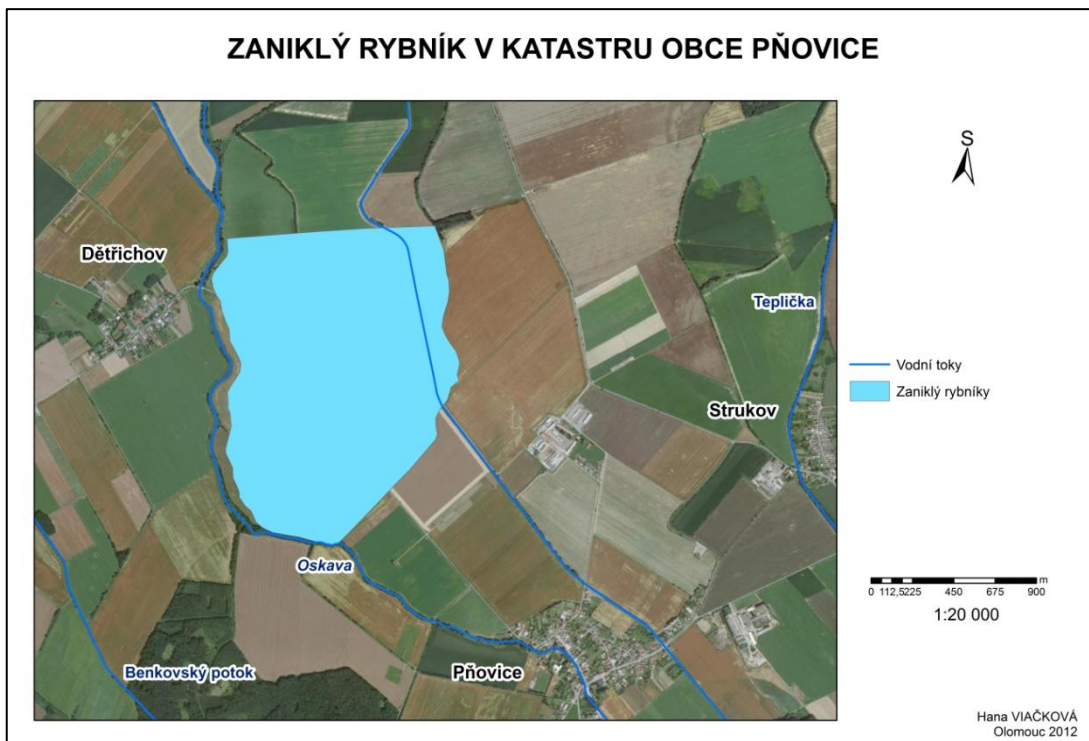 ZANIKLÝ RYBNÍK V KATASTRU OBCE PŇOVICE
S
Dětřichov
Teplička
Strukov
Oskava
Benkovský potok
Pňovice
Vodní toky
Zaniklý rybníky
m
0 112,5225 450 675 900
1:20 000
Hana VIAČKOVÁ
Olomouc 2012